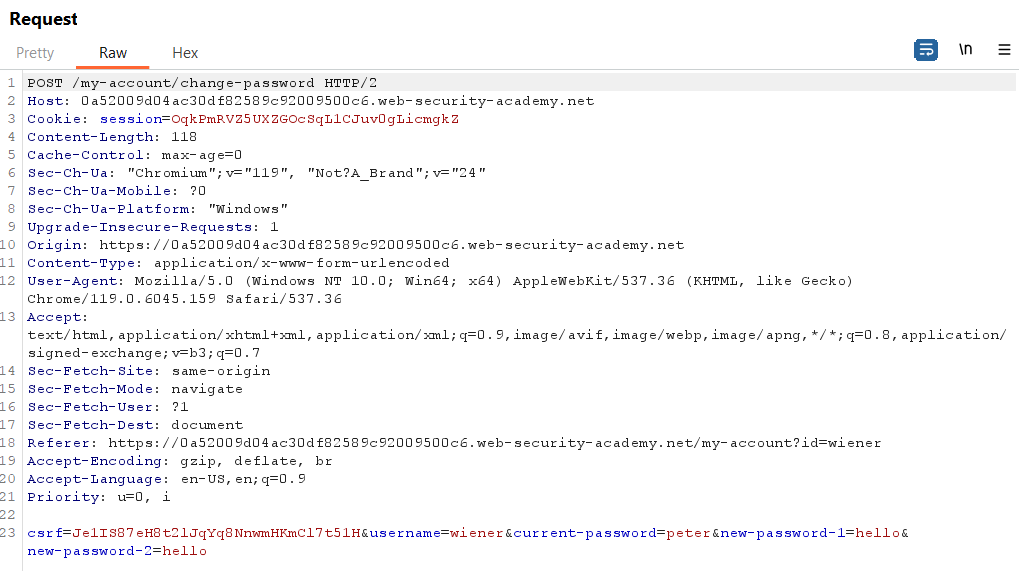 Request
Pretty Raw Hex
\n
1 POST /my-account/change-password HTTP/2
2 Host: 0a52009d04ac30df82589c92009500c6.web-security-academy.net
3 Cookie: session=OqkPmRVZ5UXZGOcSqLlCJuv0gLicmgkZ
4 Content-Length: 118
5 Cache-Control: max-age=0
6 Sec-Ch-Ua: "Chromium";v="119", "Not?A_Brand";v="24"
7 Sec-Ch-Ua-Mobile: ?0
8 Sec-Ch-Ua-Platform: "Windows"
9 Upgrade-Insecure-Requests: 1
10 Origin: https://0a52009d04ac30df82589c92009500c6.web-security-academy.net
11 Content-Type: application/x-www-form-urlencoded
12 User-Agent: Mozilla/5.0 (Windows NT 10.0; Win64; x64) AppleWebKit/537.36 (KHTML, like Gecko)
Chrome/119.0.6045.159 Safari/537.36
13 Accept:
text/html,application/xhtml+xml,application/xml;q=0.9,image/avif,image/webp,image/apng,*/*;q=0.8,application/
signed-exchange;v=b3;q=0.7
14 Sec-Fetch-Site: same-origin
15 Sec-Fetch-Mode: navigate
16 Sec-Fetch-User: ?1
17 Sec-Fetch-Dest: document
18 Referer: https://0a52009d04ac30df82589c92009500c6.web-security-academy.net/my-account?id=wiener
19 Accept-Encoding: gzip, deflate, br
20 Accept-Language: en-US,en;q=0.9
21 Priority: u=0, i
22
23 csrf=JelIS87eH8t2lJqYq8NnwmHKmCl7t51H&username=wiener&current-password=peter&new-password-1=hello&
new-password-2=hello